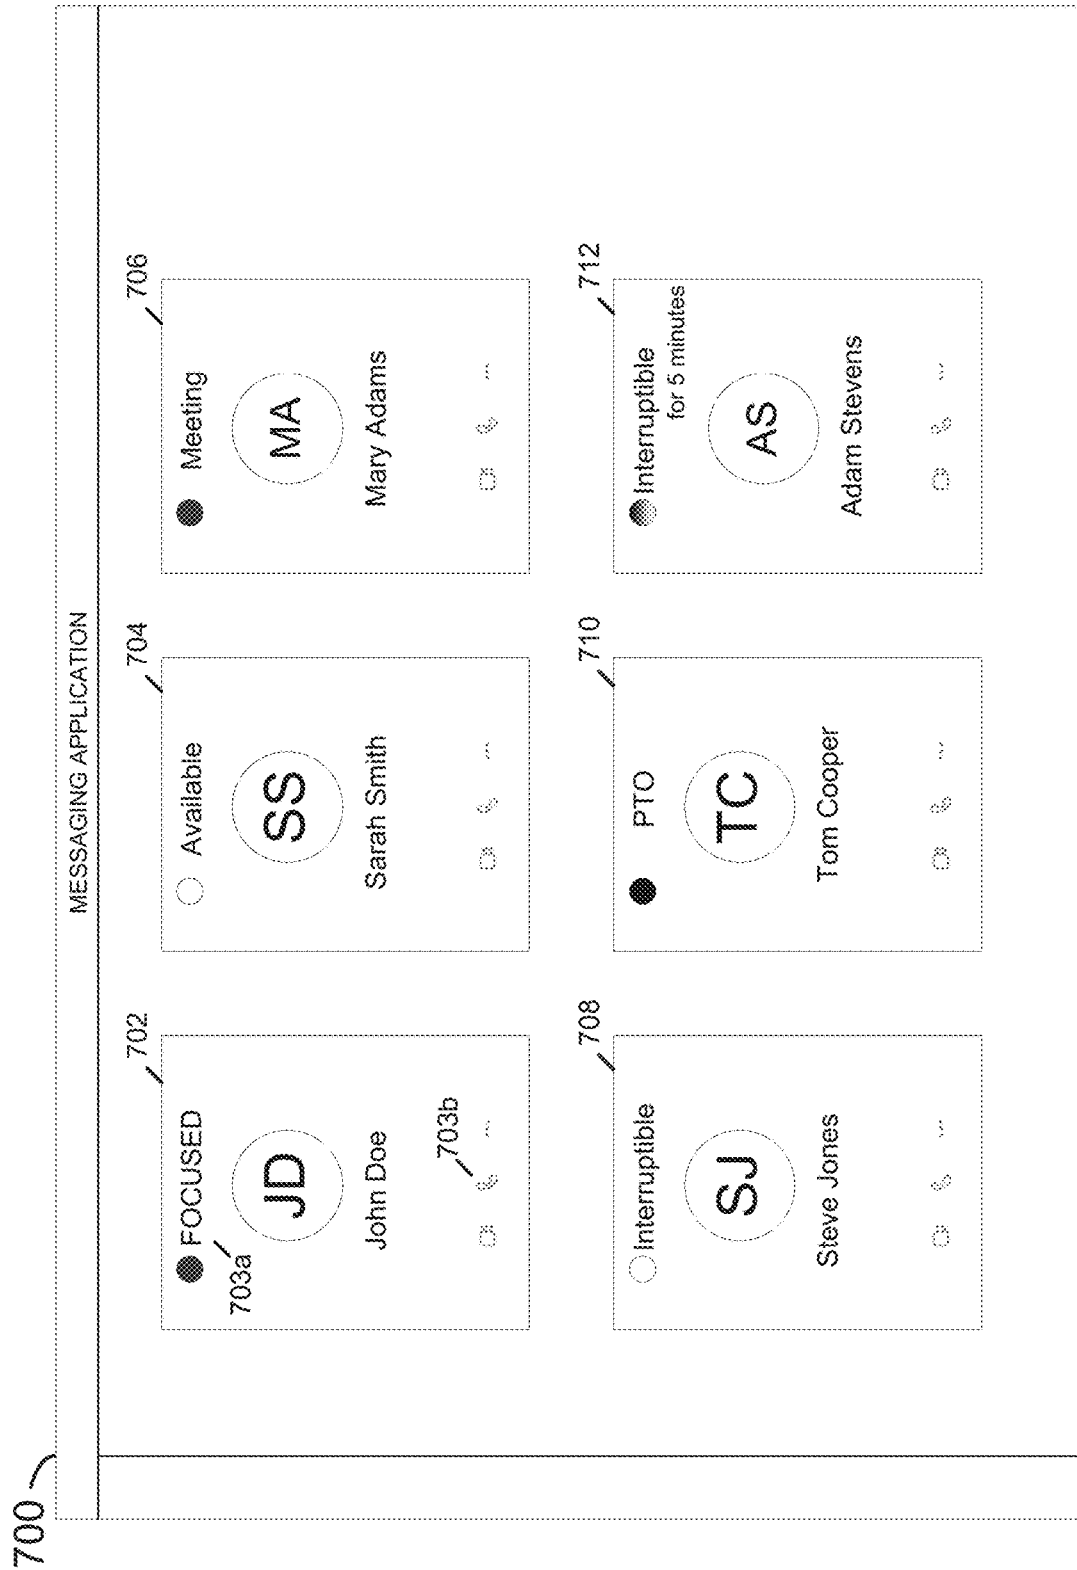 700
MESSAGING APPLICATION
702
FOCUSED
703a
JD
John Doe
703b
704
Available
SS
Sarah Smith
706
Meeting
MA
Mary Adams
708
Interruptible
SJ
Steve Jones
710
PTO
TC
Tom Cooper
712
Interruptible
for 5 minutes
AS
Adam Stevens